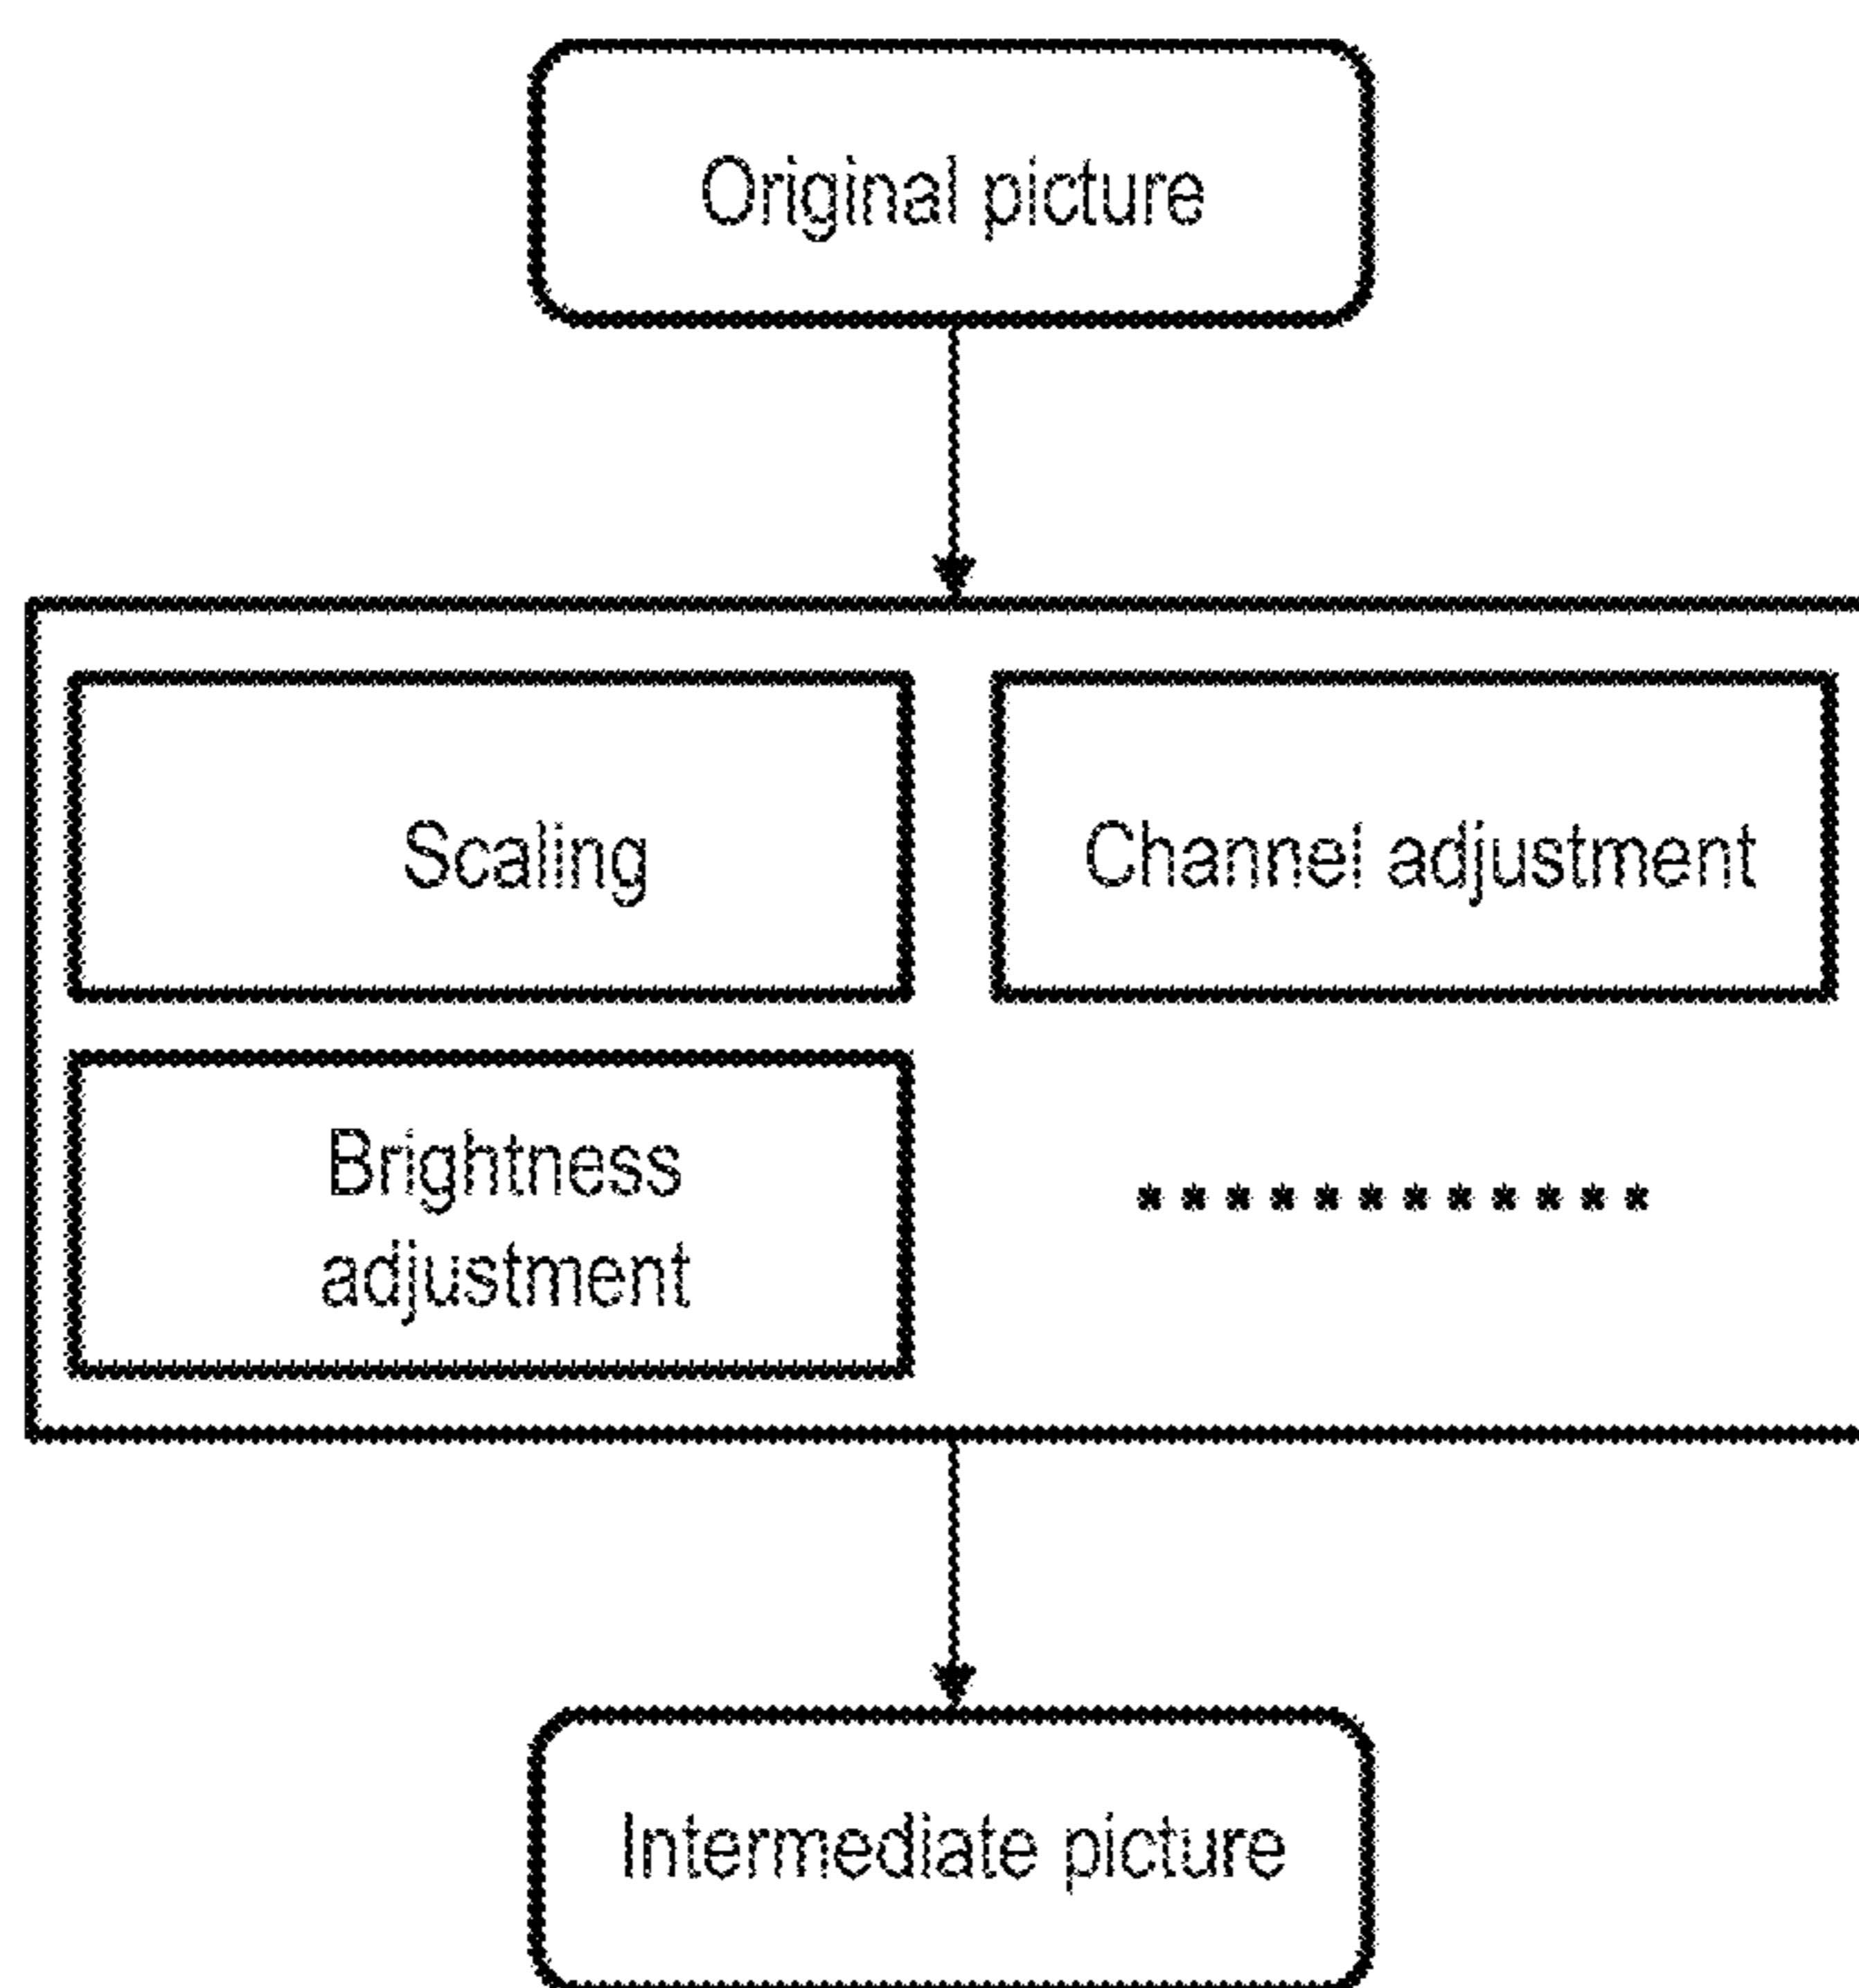 Original picture
Scaling
Channel adjustment
Brightness
adjustment
Intermediate picture